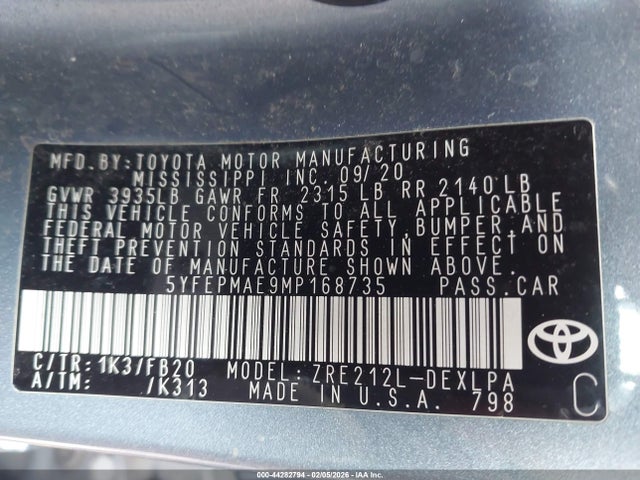 MFD. BY: TOYOTA MOTOR MANUFACTURING
MISSISSIPPI INC. 09/20
GVWR 3935LB GAWR FR 2315 LB RR 2140 LB
THIS VEHICLE CONFORMS TO ALL APPLICABLE
FEDERAL MOTOR VEHICLE SAFETY, BUMPER, AND
THEFT PREVENTION STANDARDS IN EFFECT ON
THE DATE OF MANUFACTURE SHOWN ABOVE.
5YFEPMAE9MP168735 PASS. CAR
C/TR: 1K3/FB20 MODEL: ZRE212L-DEXLPA
A/TM: /K313 MADE IN U.S.A. 798
C
000-44282794 - 02/05/2026 - IAA Inc.